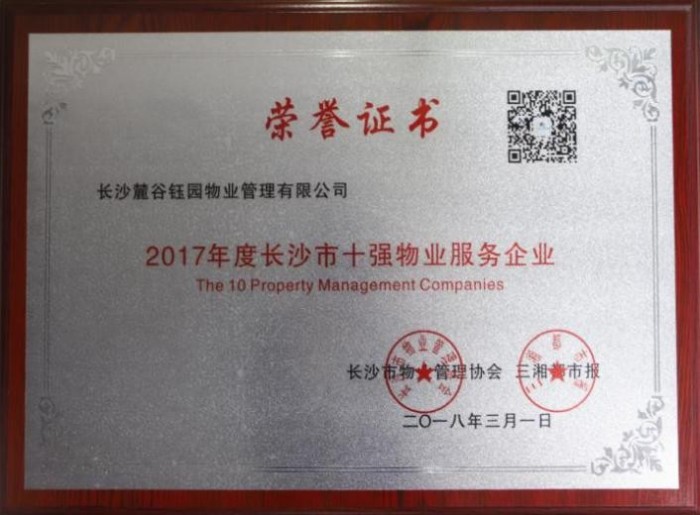 荣誉证书
长沙麓谷钰园物业管理有限公司
2017年度长沙市十强物业服务企业
The 10 Property Management Companies
长沙市物业管理协会 三湘都市报
二〇一八年三月一日